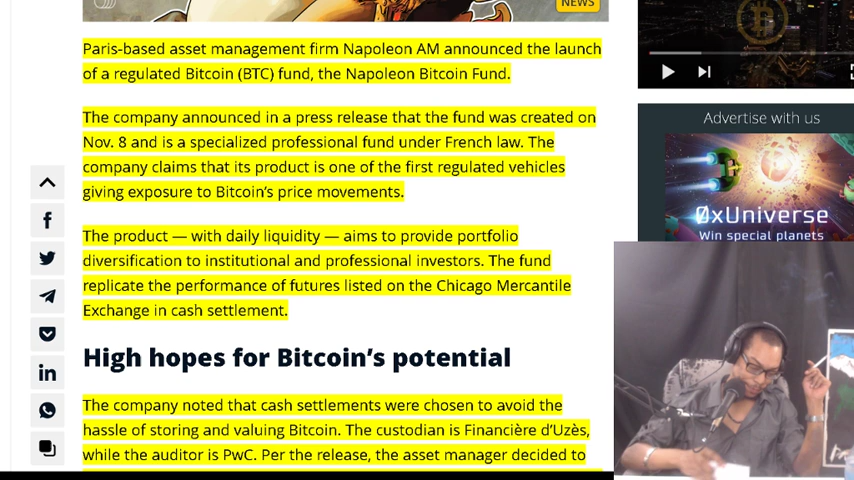 NEWS
Paris-based asset management firm Napoleon AM announced the launch
of a regulated Bitcoin (BTC) fund, the Napoleon Bitcoin Fund.
The company announced in a press release that the fund was created on
Nov. 8 and is a specialized professional fund under French law. The
company claims that its product is one of the first regulated vehicles
giving exposure to Bitcoin’s price movements.
The product — with daily liquidity — aims to provide portfolio
diversification to institutional and professional investors. The fund
replicate the performance of futures listed on the Chicago Mercantile
Exchange in cash settlement.
High hopes for Bitcoin’s potential
The company noted that cash settlements were chosen to avoid the
hassle of storing and valuing Bitcoin. The custodian is Financière d’Uzès,
while the auditor is PwC. Per the release, the asset manager decided to
Advertise with us
0xUniverse
Win special planets